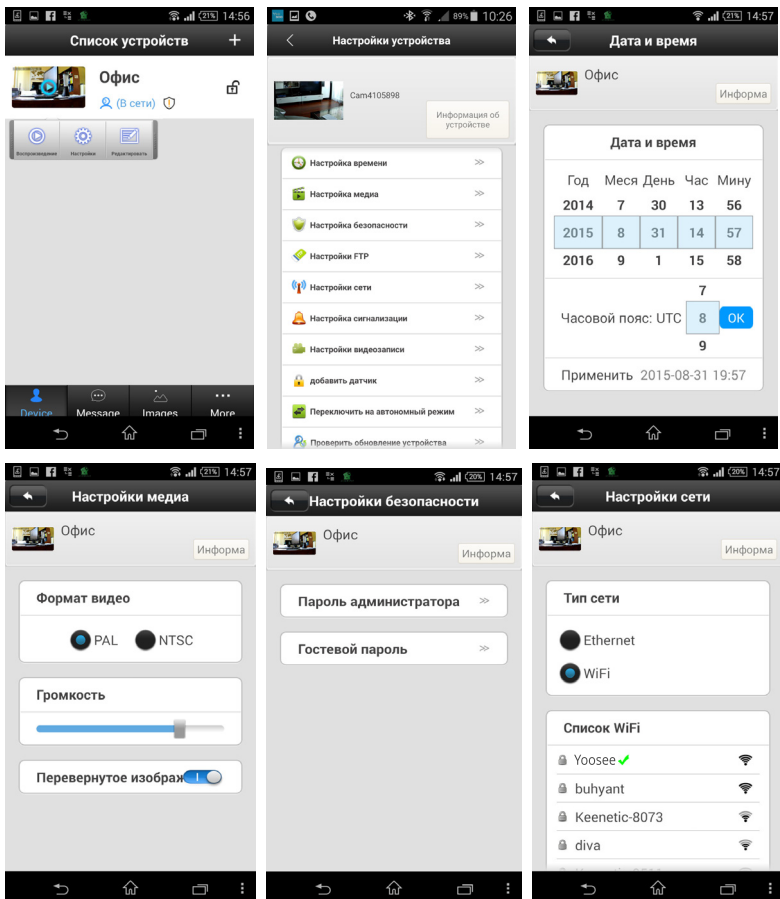 21% 14:56
Список устройств +
Офис
(В сети)
Воспроизведение Настройки Редактировать
Device Message Images More
89% 10:26
Настройки устройства
Cam4105898
Информация об
устройстве
Настройка времени
Настройка медиа
Настройка безопасности
Настройки FTP
Настройки сети
Настройка сигнализации
Настройки видеозаписи
добавить датчик
Переключить на автономный режим
Проверить обновление устройства
21% 14:57
Дата и время
Офис
Информа
Дата и время
Год Меся День Час Мину
2014 7 30 13 56
2015 8 31 14 57
2016 9 1 15 58
7
Часовой пояс: UTC 8 OK
9
Применить 2015-08-31 19:57
21% 14:57
Настройки медиа
Офис
Информа
Формат видео
PAL NTSC
Громкость
Перевернутое изображ
20% 14:57
Настройки безопасности
Офис
Информа
Пароль администратора
Гостевой пароль
20% 14:57
Настройки сети
Офис
Информа
Тип сети
Ethernet
WiFi
Список WiFi
Yoosee
buhyant
Keenetic-8073
diva